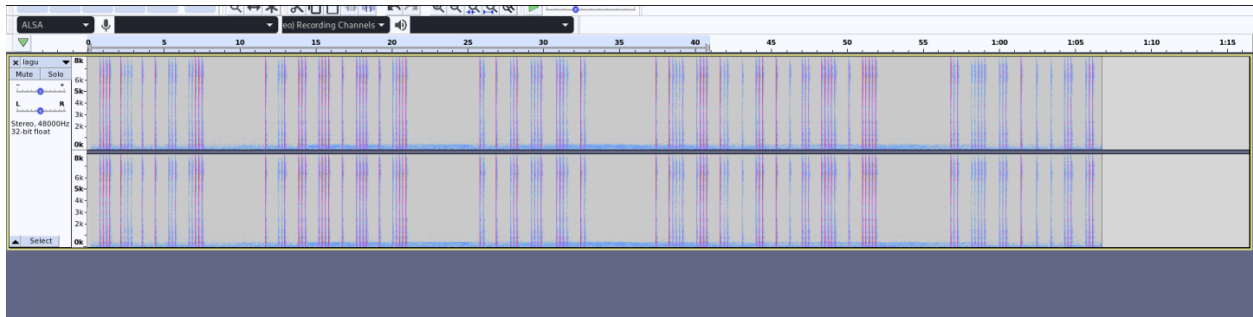 ALSA
eo) Recording Channels
0 5 10 15 20 25 30 35 40 45 50 55 1:00 1:05 1:10 1:15
lagu
Mute Solo
- +
L R
Stereo, 48000Hz
32-bit float
Select
8k
6k
5k
4k
3k
2k
0k
8k
6k
5k
4k
3k
2k
0k